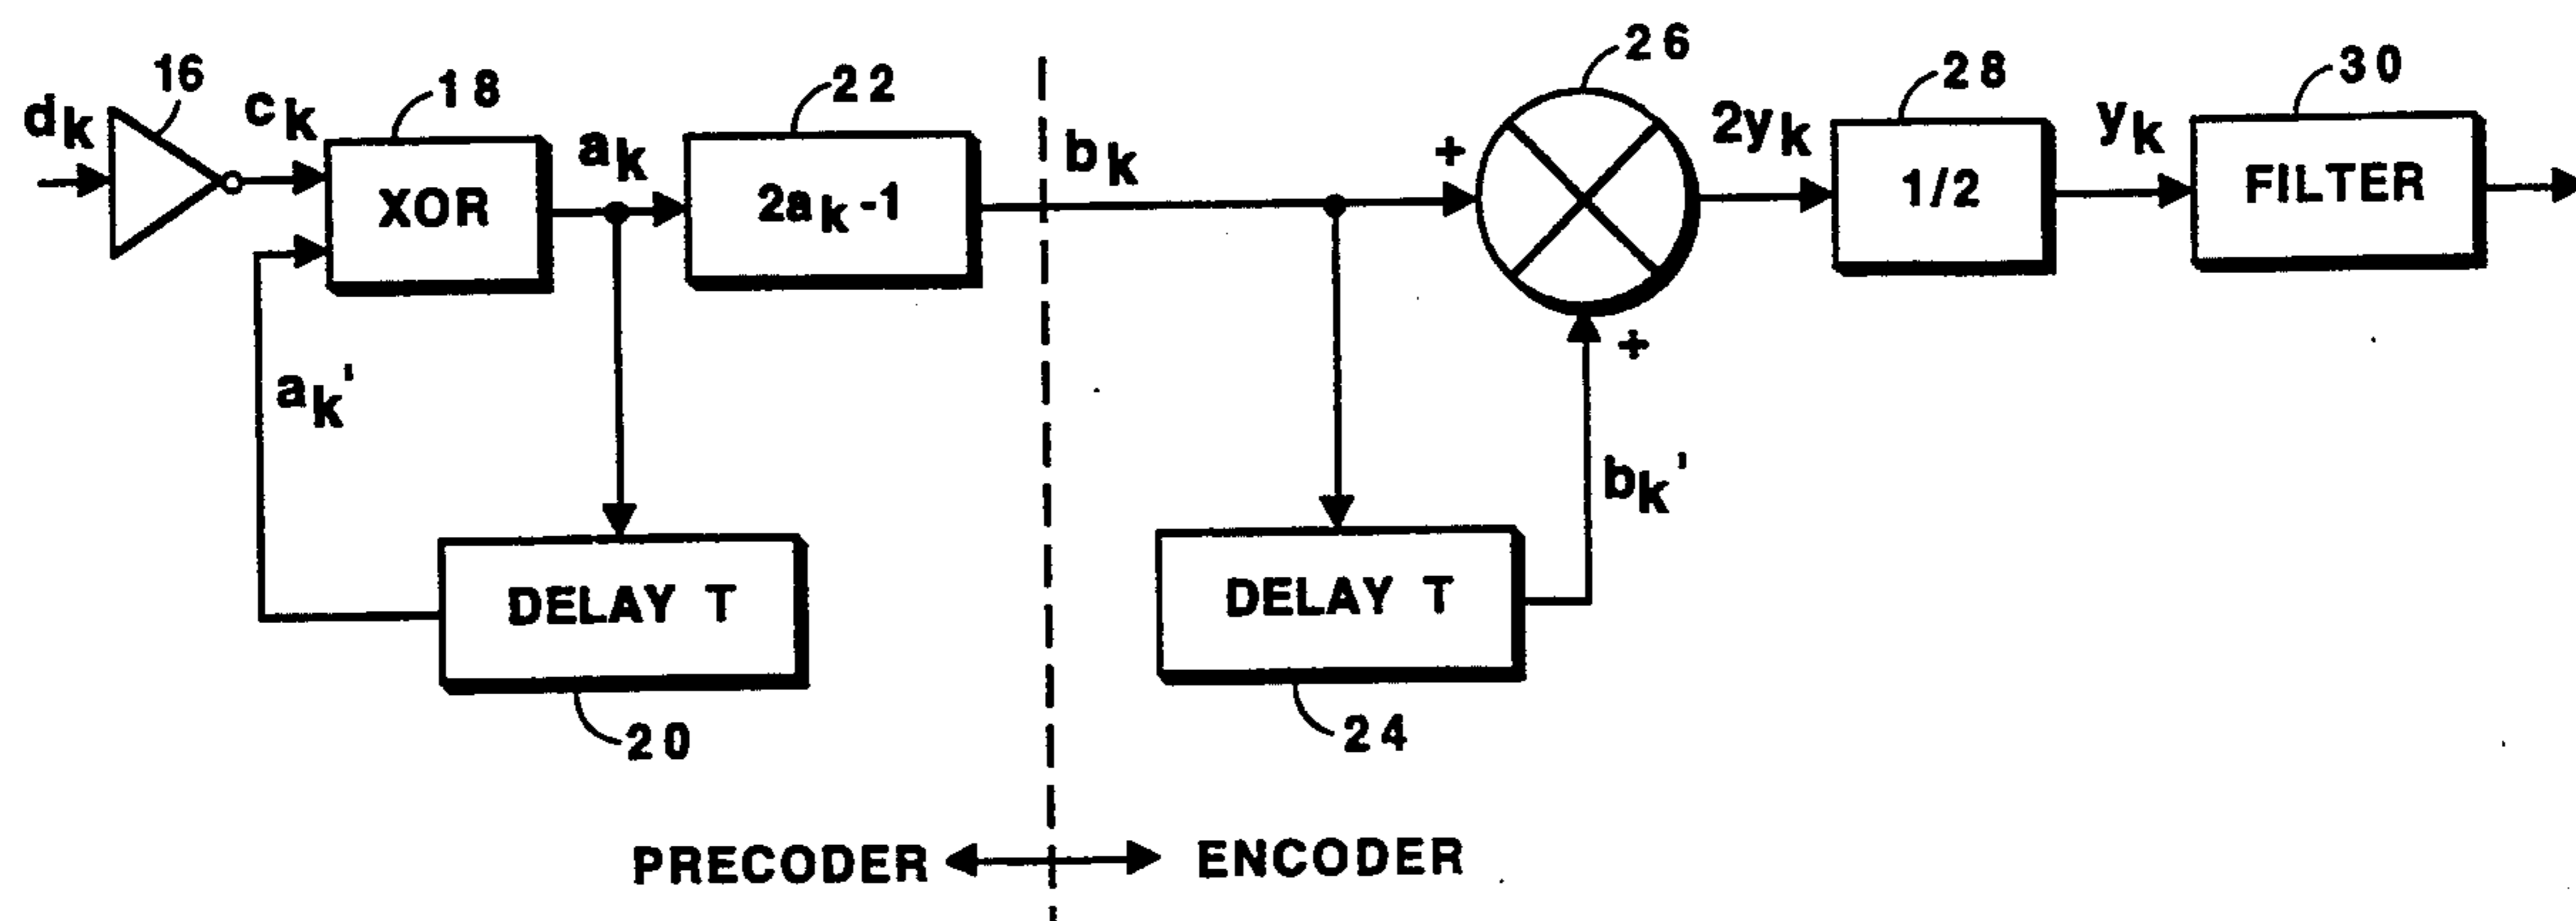 16
18
22
26
28
30
dk
ck
XOR
ak
2ak-1
bk
+
2yk
1/2
yk
FILTER
+
ak'
bk'
DELAY T
DELAY T
20
24
PRECODER
ENCODER